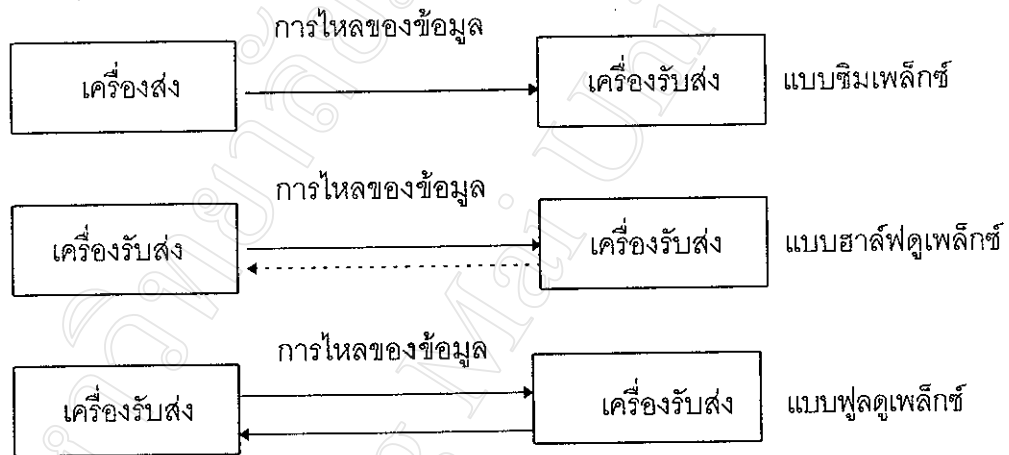 การไหลของข้อมูล
เครื่องส่ง เครื่องรับส่ง แบบซิมเพล็กซ์
การไหลของข้อมูล
เครื่องรับส่ง เครื่องรับส่ง แบบฮาล์ฟดูเพล็กซ์
การไหลของข้อมูล
เครื่องรับส่ง เครื่องรับส่ง แบบฟูลดูเพล็กซ์